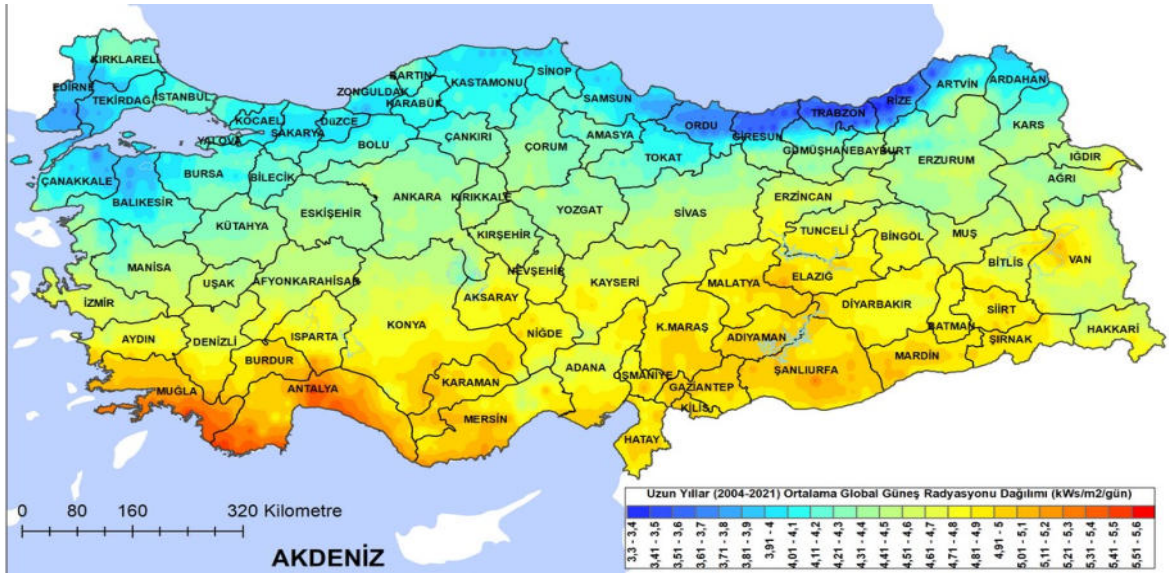 KIRKLARELİ
EDİRNE
TEKİRDAĞ
İSTANBUL
KOCAELİ
YALOVA
SAKARYA
DÜZCE
ZONGULDAK
BARTIN
KARABÜK
KASTAMONU
SİNOP
SAMSUN
ORDU
GİRESUN
TRABZON
RİZE
ARTVİN
ARDAHAN
KARS
IĞDIR
AĞRI
ERZURUM
BAYBURT
GÜMÜŞHANE
TOKAT
AMASYA
ÇORUM
ÇANKIRI
BOLU
BİLECİK
BURSA
BALIKESİR
ÇANAKKALE
KÜTAHYA
ESKİŞEHİR
ANKARA
KIRIKKALE
YOZGAT
SİVAS
ERZİNCAN
TUNCELİ
BİNGÖL
MUŞ
BİTLİS
VAN
KIRŞEHİR
NEVŞEHİR
KAYSERİ
MALATYA
ELAZIĞ
DİYARBAKIR
BATMAN
SİİRT
ŞIRNAK
HAKKARİ
MANİSA
UŞAK
AFYONKARAHİSAR
İZMİR
AYDIN
DENİZLİ
ISPARTA
BURDUR
KONYA
AKSARAY
NİĞDE
ADANA
K.MARAŞ
ADIYAMAN
ŞANLIURFA
MARDİN
MUĞLA
ANTALYA
KARAMAN
MERSİN
OSMANİYE
GAZİANTEP
KİLİS
HATAY
0 80 160 320 Kilometre
AKDENİZ
Uzun Yıllar (2004-2021) Ortalama Global Güneş Radyasyonu Dağılımı (kWs/m2/gün)
3,3 - 3,4
3,41 - 3,5
3,51 - 3,6
3,61 - 3,7
3,71 - 3,8
3,81 - 3,9
3,91 - 4
4,01 - 4,1
4,11 - 4,2
4,21 - 4,3
4,31 - 4,4
4,41 - 4,5
4,51 - 4,6
4,61 - 4,7
4,71 - 4,8
4,81 - 4,9
4,91 - 5
5,01 - 5,1
5,11 - 5,2
5,21 - 5,3
5,31 - 5,4
5,41 - 5,5
5,51 - 5,6